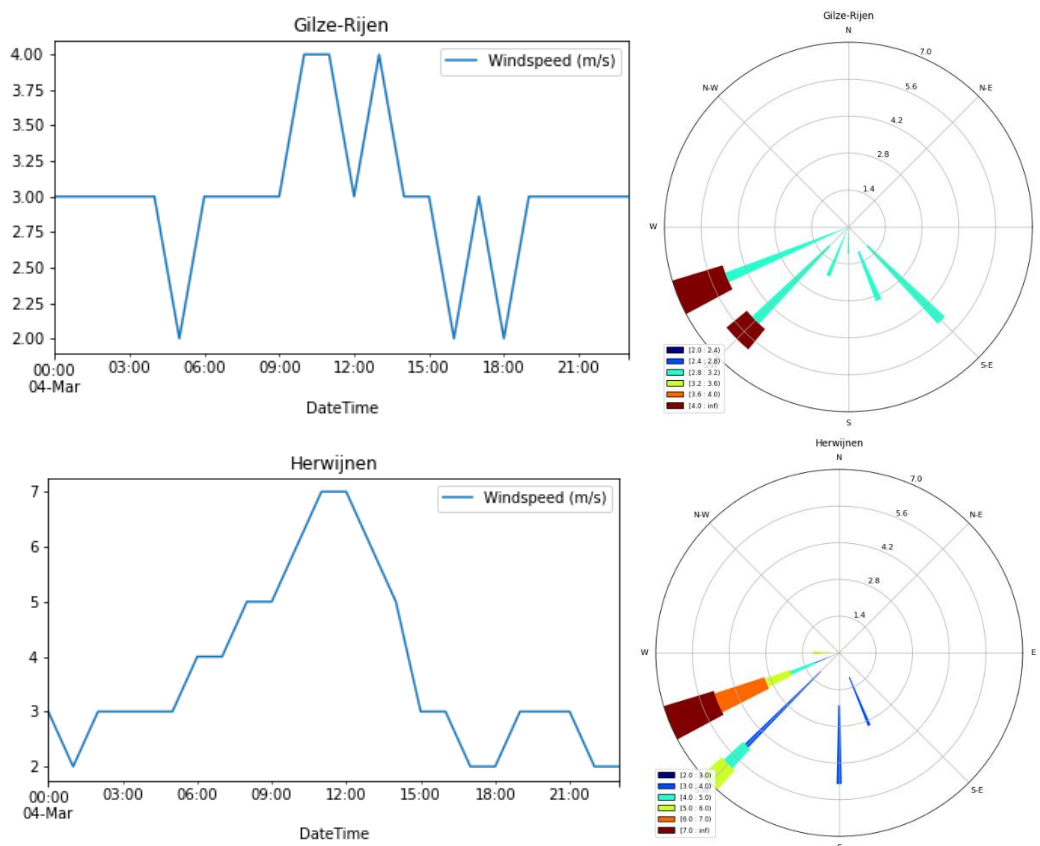 Gilze-Rijen
4.00
3.75
3.50
3.25
3.00
2.75
2.50
2.25
2.00
Windspeed (m/s)
00:00
04-Mar
03:00
06:00
09:00
12:00
15:00
18:00
21:00
DateTime
Gilze-Rijen
N
N-W
N-E
W
S-E
S
7.0
5.6
4.2
2.8
1.4
[2.0 : 2.4)
[2.4 : 2.8)
[2.8 : 3.2)
[3.2 : 3.6)
[3.6 : 4.0)
[4.0 : inf)
Herwijnen
7
6
5
4
3
2
Windspeed (m/s)
00:00
04-Mar
03:00
06:00
09:00
12:00
15:00
18:00
21:00
DateTime
Herwijnen
N
N-W
N-E
W
E
S-E
7.0
5.6
4.2
2.8
1.4
[2.0 : 3.0)
[3.0 : 4.0)
[4.0 : 5.0)
[5.0 : 6.0)
[6.0 : 7.0)
[7.0 : inf)